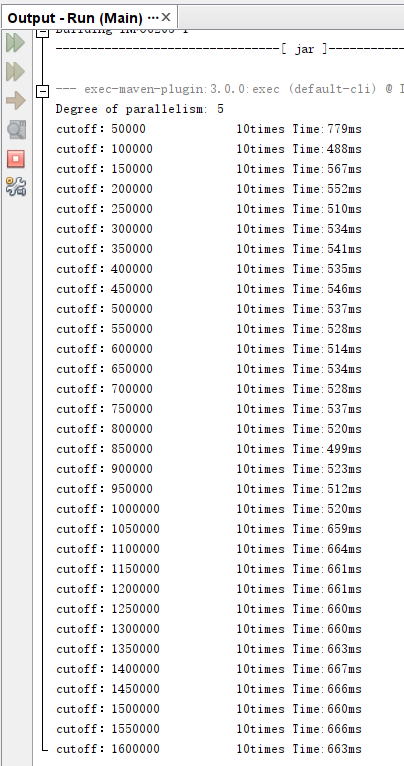 Output - Run (Main)
--------------------------------[ jar ]-----------
--- exec-maven-plugin:3.0.0:exec (default-cli) @
Degree of parallelism: 5
cutoff: 50000 10times Time:779ms
cutoff: 100000 10times Time:488ms
cutoff: 150000 10times Time:567ms
cutoff: 200000 10times Time:552ms
cutoff: 250000 10times Time:510ms
cutoff: 300000 10times Time:534ms
cutoff: 350000 10times Time:541ms
cutoff: 400000 10times Time:535ms
cutoff: 450000 10times Time:546ms
cutoff: 500000 10times Time:537ms
cutoff: 550000 10times Time:528ms
cutoff: 600000 10times Time:514ms
cutoff: 650000 10times Time:534ms
cutoff: 700000 10times Time:528ms
cutoff: 750000 10times Time:537ms
cutoff: 800000 10times Time:520ms
cutoff: 850000 10times Time:499ms
cutoff: 900000 10times Time:523ms
cutoff: 950000 10times Time:512ms
cutoff: 1000000 10times Time:520ms
cutoff: 1050000 10times Time:659ms
cutoff: 1100000 10times Time:664ms
cutoff: 1150000 10times Time:661ms
cutoff: 1200000 10times Time:661ms
cutoff: 1250000 10times Time:660ms
cutoff: 1300000 10times Time:660ms
cutoff: 1350000 10times Time:663ms
cutoff: 1400000 10times Time:667ms
cutoff: 1450000 10times Time:666ms
cutoff: 1500000 10times Time:660ms
cutoff: 1550000 10times Time:666ms
cutoff: 1600000 10times Time:663ms